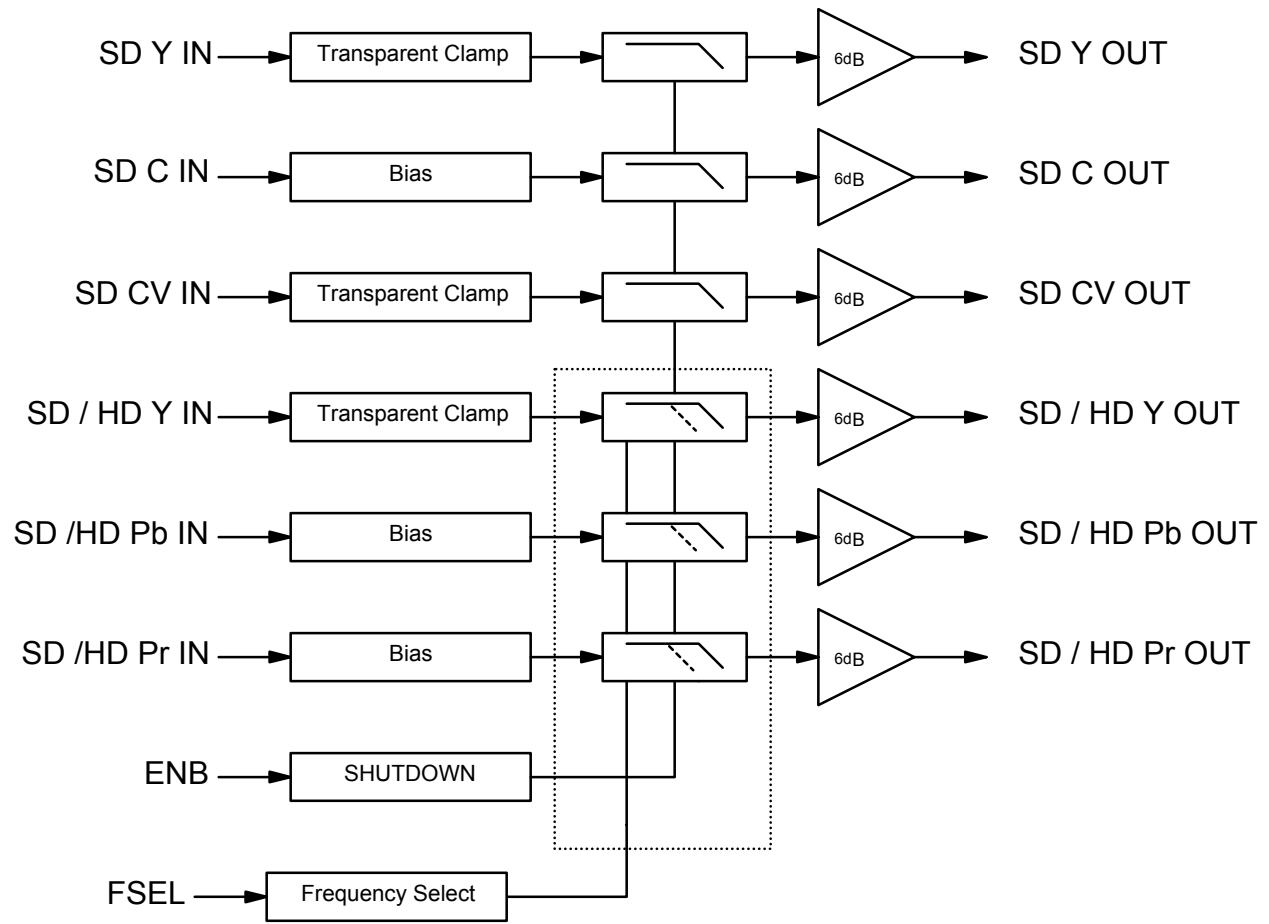 SD Y IN Transparent Clamp 6dB SD Y OUT
SD C IN Bias 6dB SD C OUT
SD CV IN Transparent Clamp 6dB SD CV OUT
SD / HD Y IN Transparent Clamp 6dB SD / HD Y OUT
SD /HD Pb IN Bias 6dB SD / HD Pb OUT
SD /HD Pr IN Bias 6dB SD / HD Pr OUT
ENB SHUTDOWN
FSEL Frequency Select